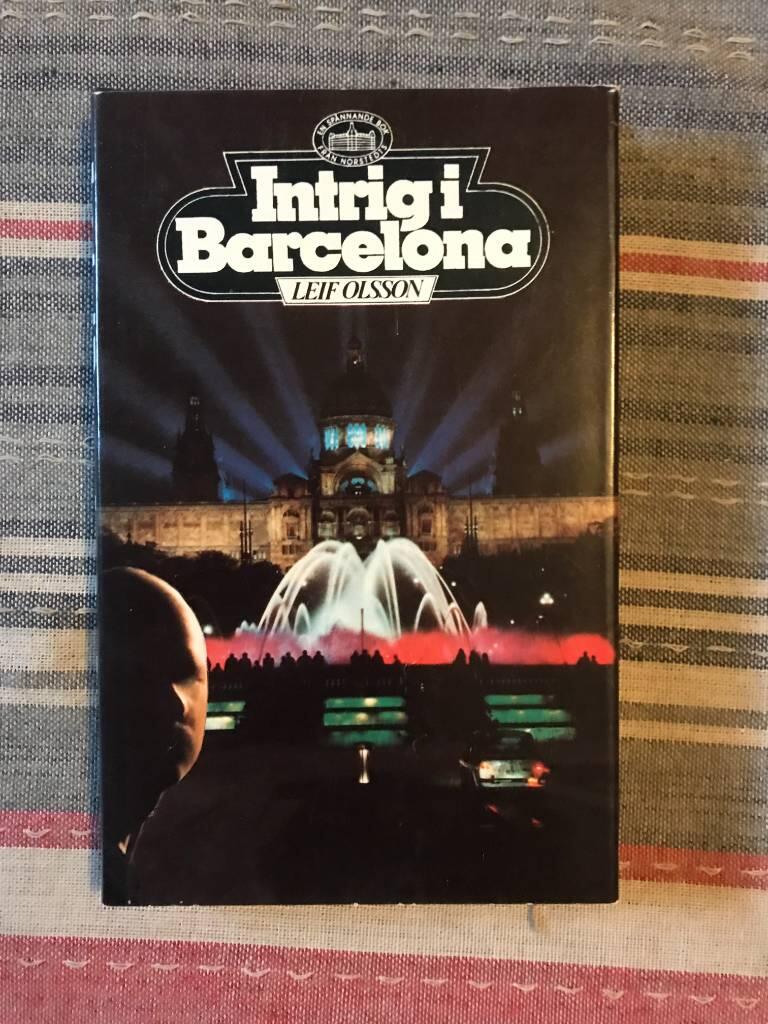 EN SPÄNNANDE BOK
FRÅN NORSTEDTS
Intrig i
Barcelona
LEIF OLSSON